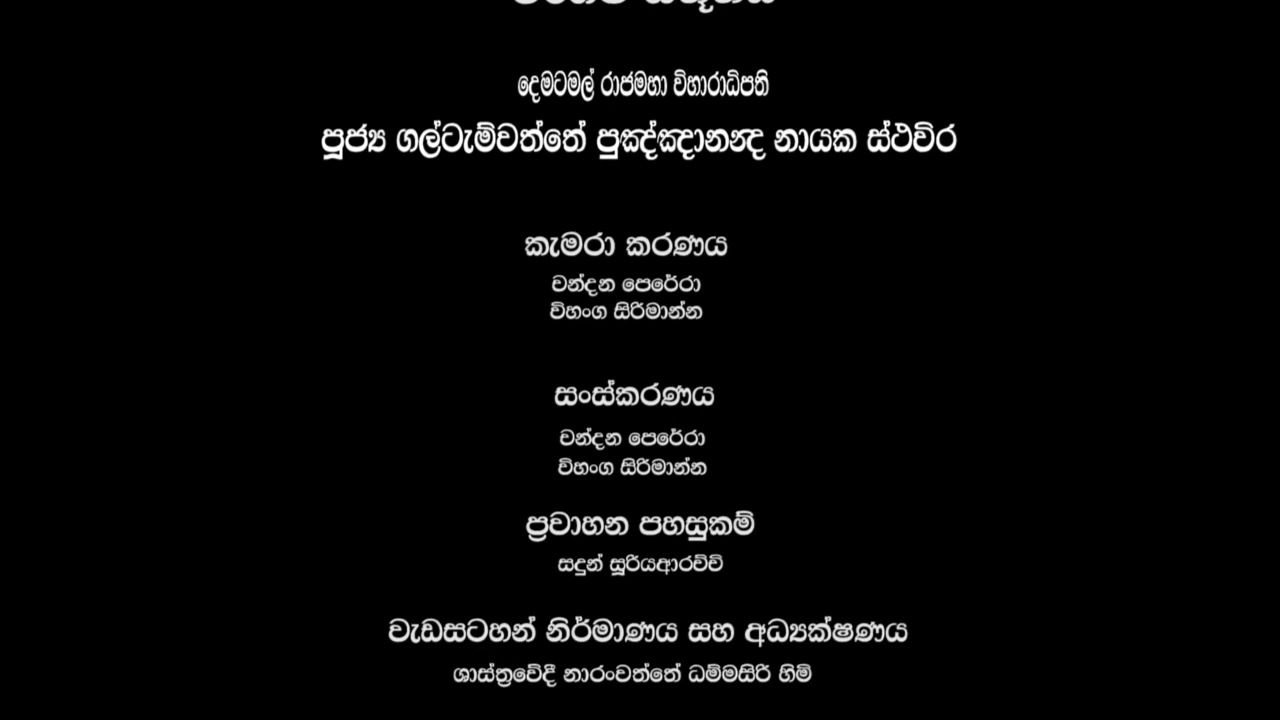 දෙමටමල් රාජමහා විහාරාධිපති
පූජ්‍ය ගල්ටැම්වත්තේ පුඤ්ඤානන්ද නායක ස්ථවිර
කැමරා කරණය
චන්දන පෙරේරා
විහංග සිරිමාන්න
සංස්කරණය
චන්දන පෙරේරා
විහංග සිරිමාන්න
ප්‍රවාහන පහසුකම්
සදුන් සූරියආරච්චි
වැඩසටහන් නිර්මාණය සහ අධ්‍යක්ෂණය
ශාස්ත්‍රවේදී නාරංවත්තේ ධම්මසිරි හිමි